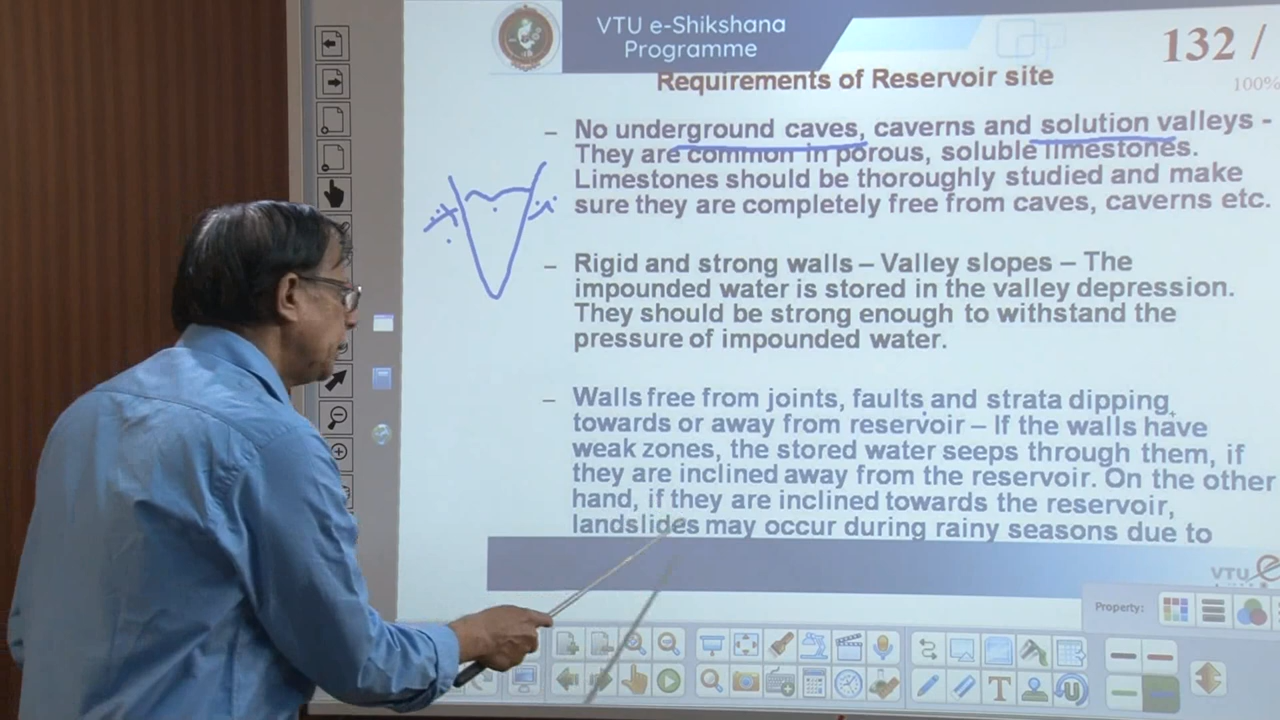 VTU e-Shikshana
Programme
132 /
100%
Requirements of Reservoir site
– No underground caves, caverns and solution valleys -
They are common in porous, soluble limestones.
Limestones should be thoroughly studied and make
sure they are completely free from caves, caverns etc.
– Rigid and strong walls – Valley slopes – The
impounded water is stored in the valley depression.
They should be strong enough to withstand the
pressure of impounded water.
– Walls free from joints, faults and strata dipping,
towards or away from reservoir – If the walls have
weak zones, the stored water seeps through them, if
they are inclined away from the reservoir. On the other
hand, if they are inclined towards the reservoir,
landslides may occur during rainy seasons due to
VTU e
Property: